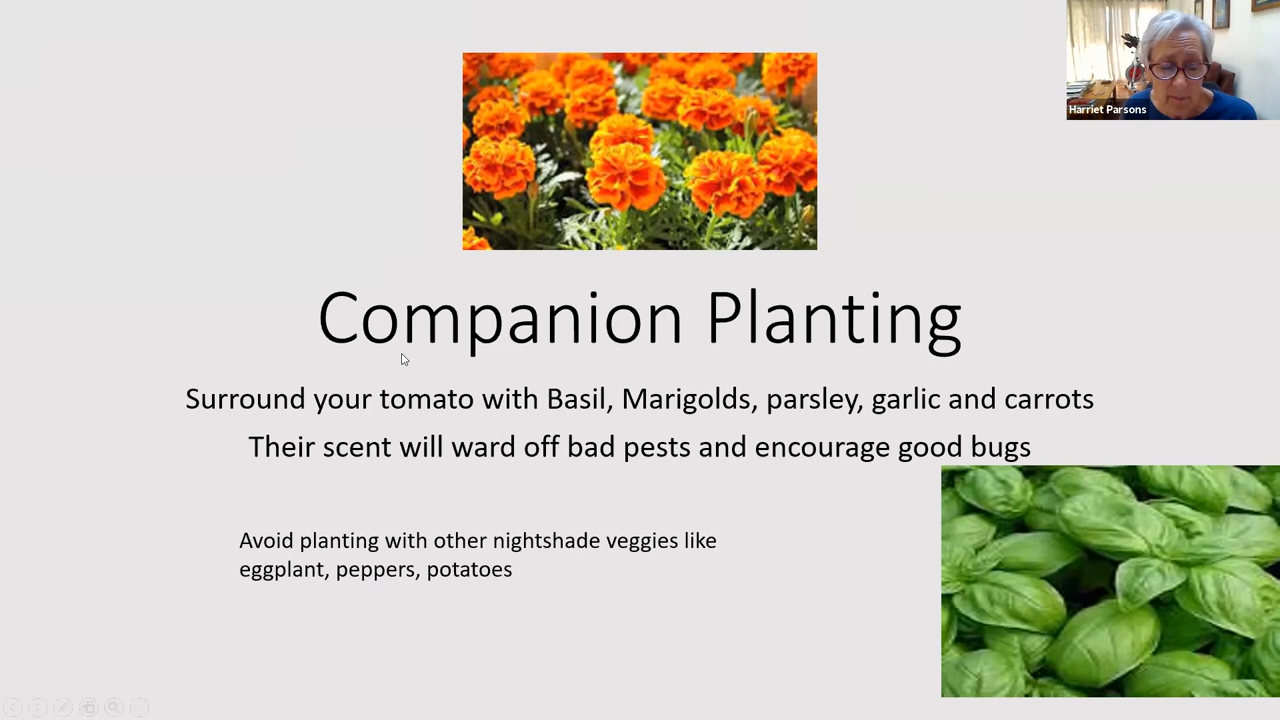 Harriet Parsons
Companion Planting
Surround your tomato with Basil, Marigolds, parsley, garlic and carrots
Their scent will ward off bad pests and encourage good bugs
Avoid planting with other nightshade veggies like
eggplant, peppers, potatoes